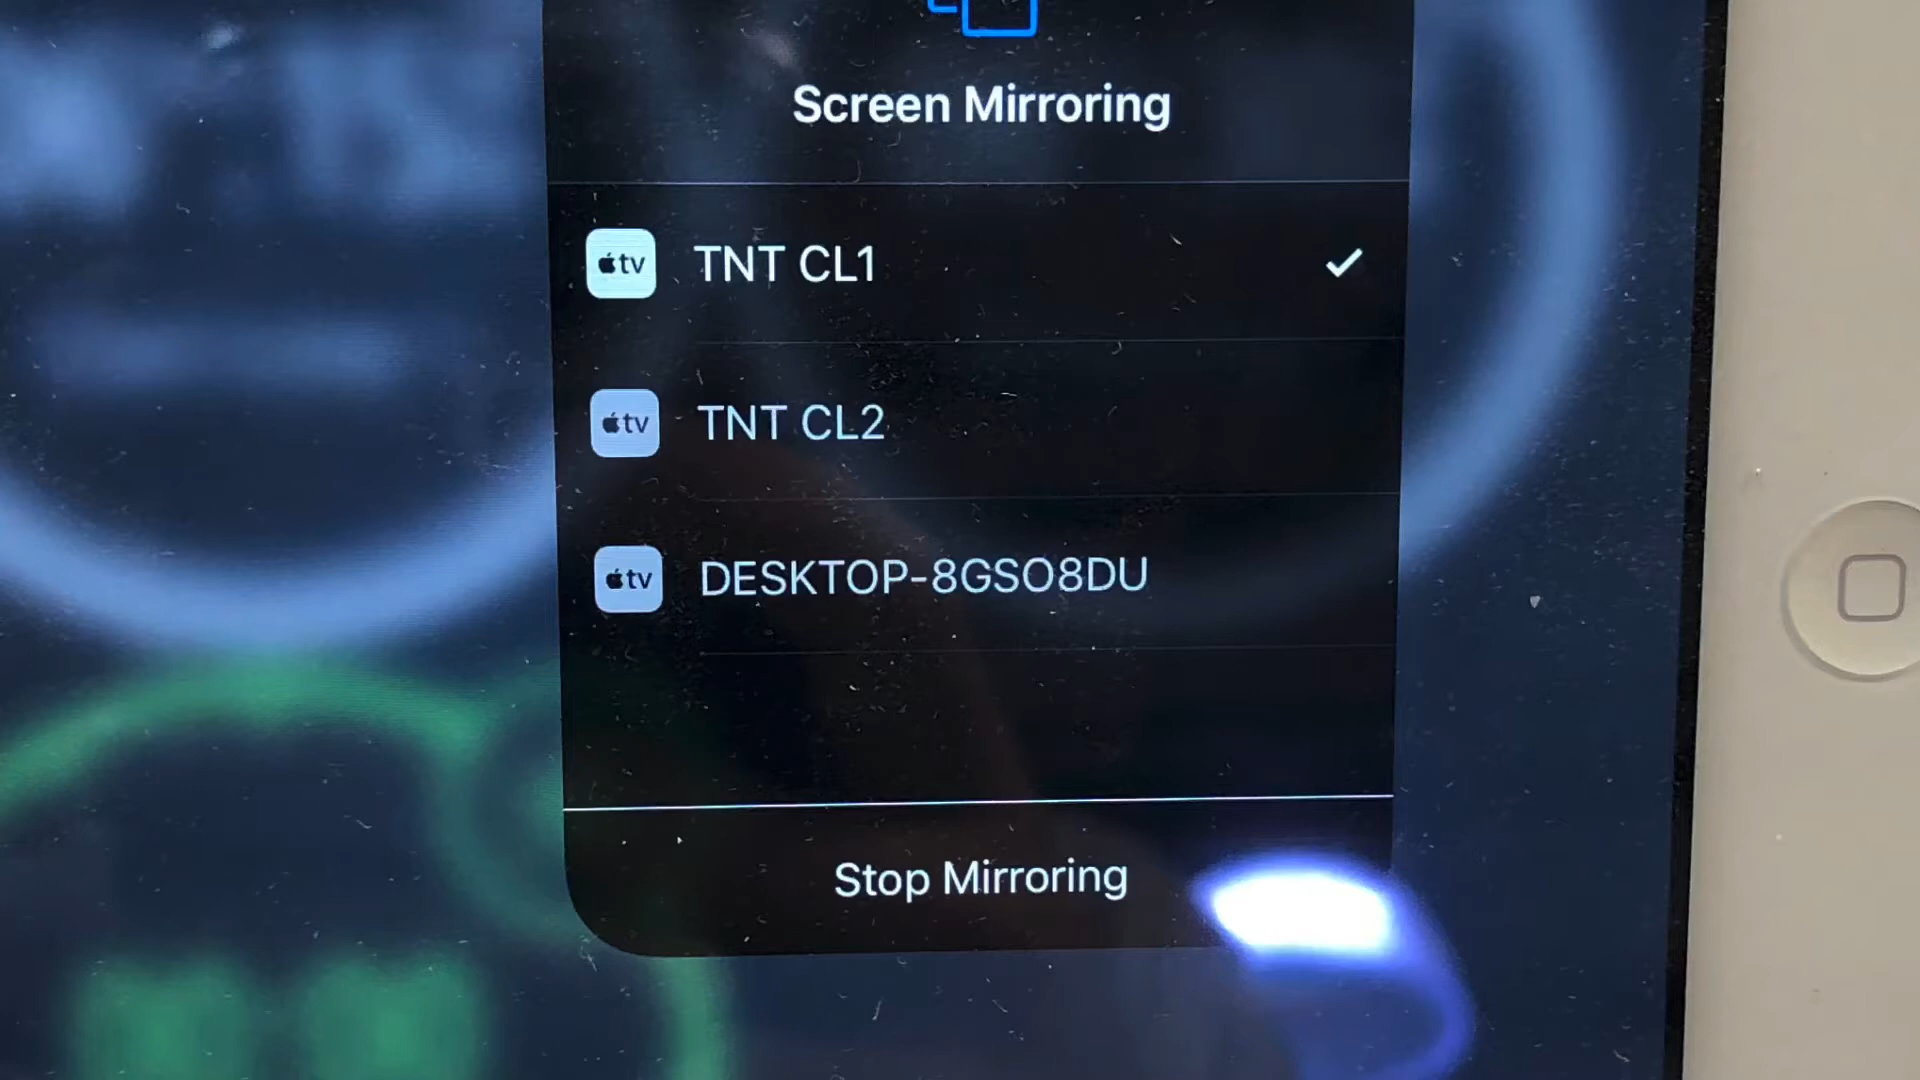 Screen Mirroring
tv TNT CL1
tv TNT CL2
tv DESKTOP-8GSO8DU
Stop Mirroring